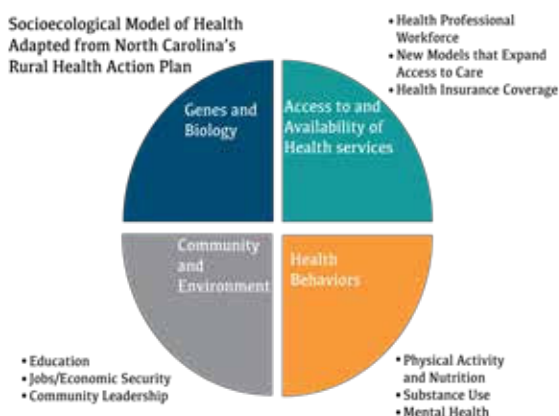 Socioecological Model of Health
Adapted from North Carolina's
Rural Health Action Plan
• Health Professional
Workforce
• New Models that Expand
Access to Care
• Health Insurance Coverage
Genes and
Biology
Access to and
Availability of
Health services
Community
and
Environment
Health
Behaviors
• Education
• Jobs/Economic Security
• Community Leadership
• Physical Activity
and Nutrition
• Substance Use
• Mental Health